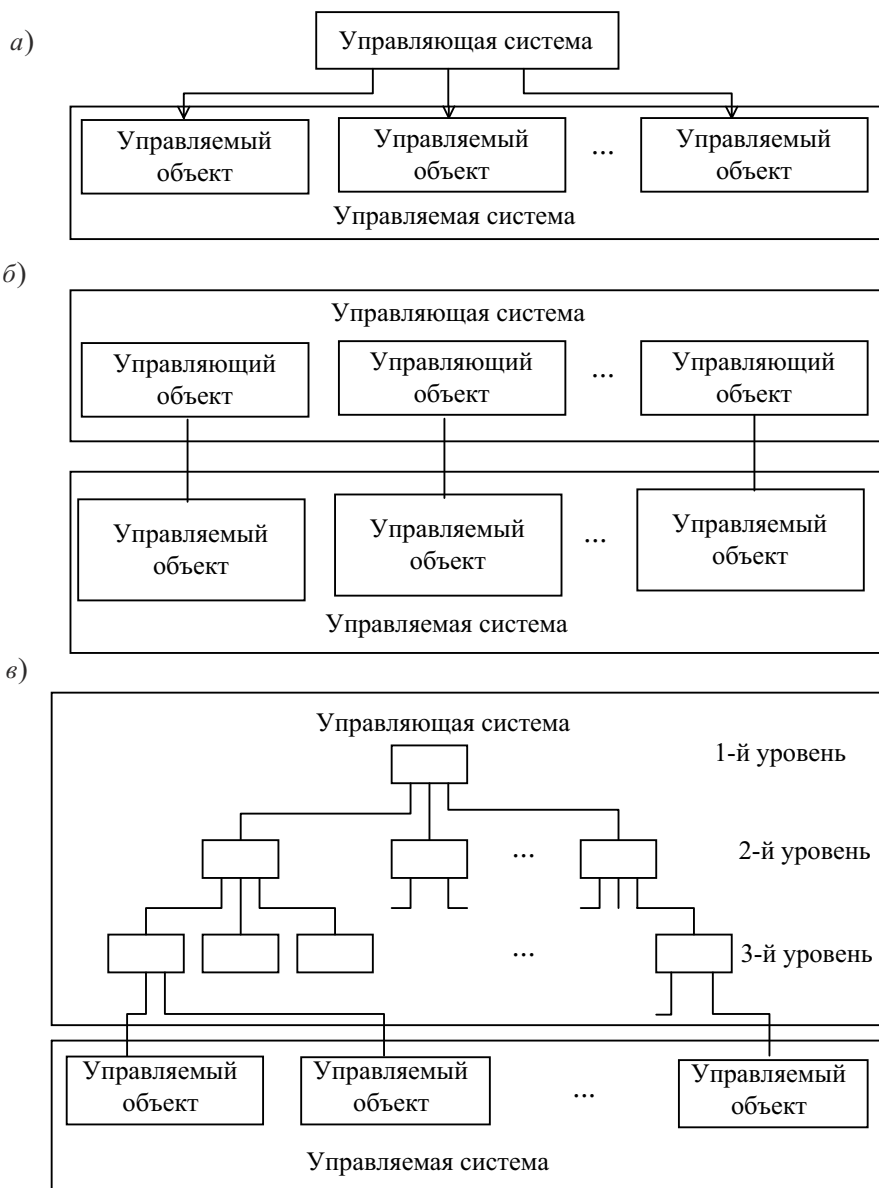 а)
Управляющая система
Управляемый
объект
Управляемый
объект
...
Управляемый
объект
Управляемая система
б)
Управляющая система
Управляющий
объект
Управляющий
объект
...
Управляющий
объект
Управляемый
объект
Управляемый
объект
...
Управляемый
объект
Управляемая система
в)
Управляющая система
1-й уровень
...
2-й уровень
...
3-й уровень
Управляемый
объект
Управляемый
объект
...
Управляемый
объект
Управляемая система